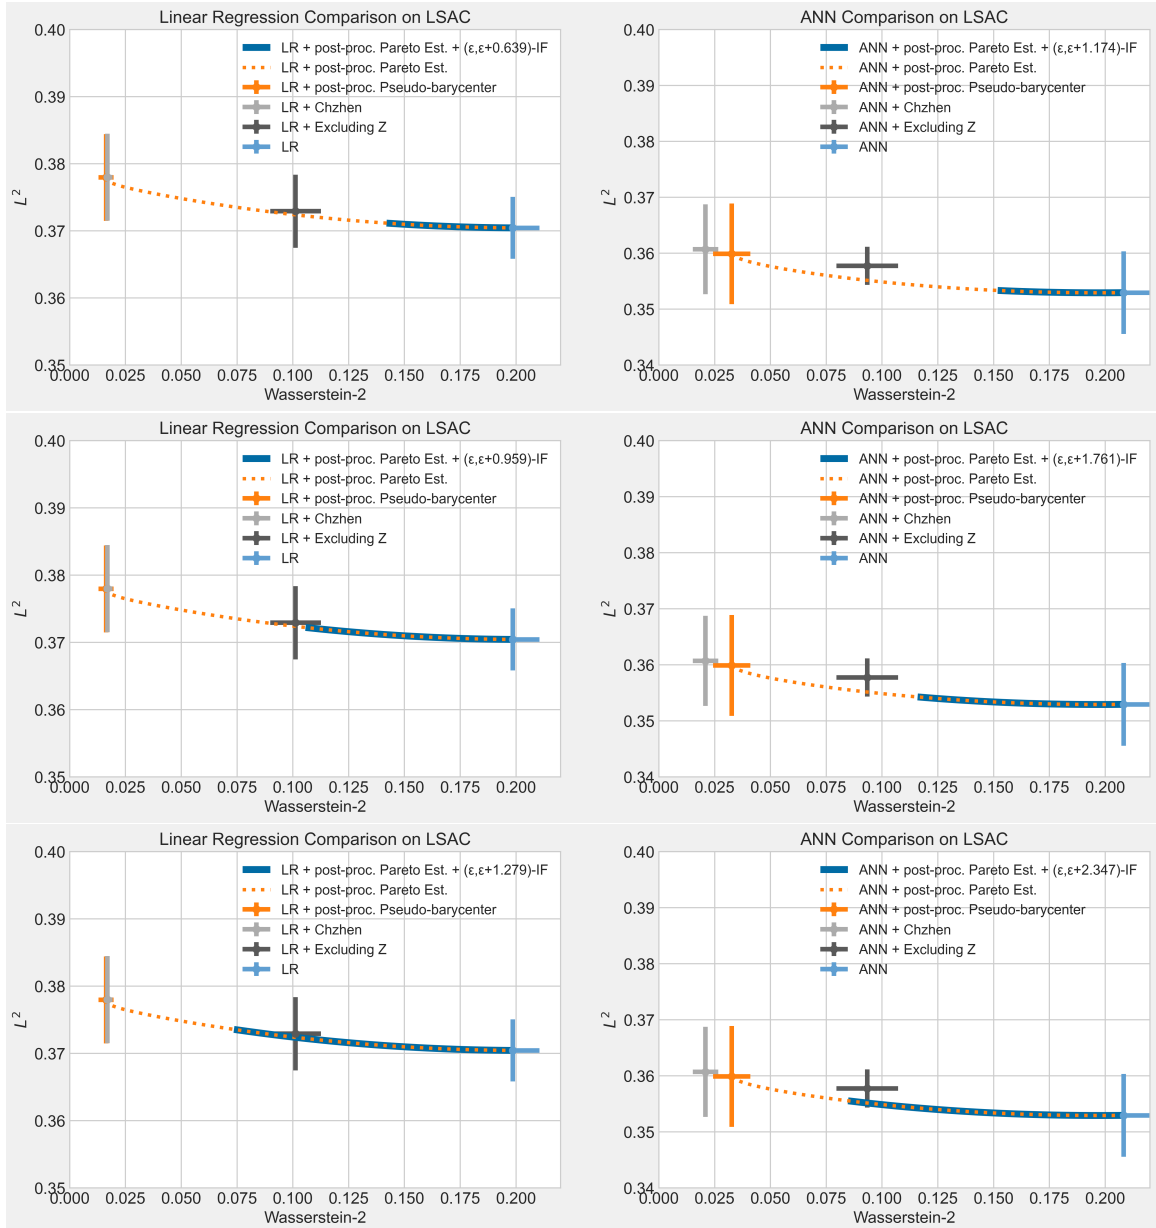 Linear Regression Comparison on LSAC
0.40
0.39
0.38
0.37
0.36
0.35
L²
LR + post-proc. Pareto Est. + (ε,ε+0.639)-IF
LR + post-proc. Pareto Est.
LR + post-proc. Pseudo-barycenter
LR + Chzhen
LR + Excluding Z
LR
0.000 0.025 0.050 0.075 0.100 0.125 0.150 0.175 0.200
Wasserstein-2
ANN Comparison on LSAC
0.40
0.39
0.38
0.37
0.36
0.35
0.34
L²
ANN + post-proc. Pareto Est. + (ε,ε+1.174)-IF
ANN + post-proc. Pareto Est.
ANN + post-proc. Pseudo-barycenter
ANN + Chzhen
ANN + Excluding Z
ANN
0.000 0.025 0.050 0.075 0.100 0.125 0.150 0.175 0.200
Wasserstein-2
Linear Regression Comparison on LSAC
0.40
0.39
0.38
0.37
0.36
0.35
L²
LR + post-proc. Pareto Est. + (ε,ε+0.959)-IF
LR + post-proc. Pareto Est.
LR + post-proc. Pseudo-barycenter
LR + Chzhen
LR + Excluding Z
LR
0.000 0.025 0.050 0.075 0.100 0.125 0.150 0.175 0.200
Wasserstein-2
ANN Comparison on LSAC
0.40
0.39
0.38
0.37
0.36
0.35
0.34
L²
ANN + post-proc. Pareto Est. + (ε,ε+1.761)-IF
ANN + post-proc. Pareto Est.
ANN + post-proc. Pseudo-barycenter
ANN + Chzhen
ANN + Excluding Z
ANN
0.000 0.025 0.050 0.075 0.100 0.125 0.150 0.175 0.200
Wasserstein-2
Linear Regression Comparison on LSAC
0.40
0.39
0.38
0.37
0.36
0.35
L²
LR + post-proc. Pareto Est. + (ε,ε+1.279)-IF
LR + post-proc. Pareto Est.
LR + post-proc. Pseudo-barycenter
LR + Chzhen
LR + Excluding Z
LR
0.000 0.025 0.050 0.075 0.100 0.125 0.150 0.175 0.200
Wasserstein-2
ANN Comparison on LSAC
0.40
0.39
0.38
0.37
0.36
0.35
0.34
L²
ANN + post-proc. Pareto Est. + (ε,ε+2.347)-IF
ANN + post-proc. Pareto Est.
ANN + post-proc. Pseudo-barycenter
ANN + Chzhen
ANN + Excluding Z
ANN
0.000 0.025 0.050 0.075 0.100 0.125 0.150 0.175 0.200
Wasserstein-2